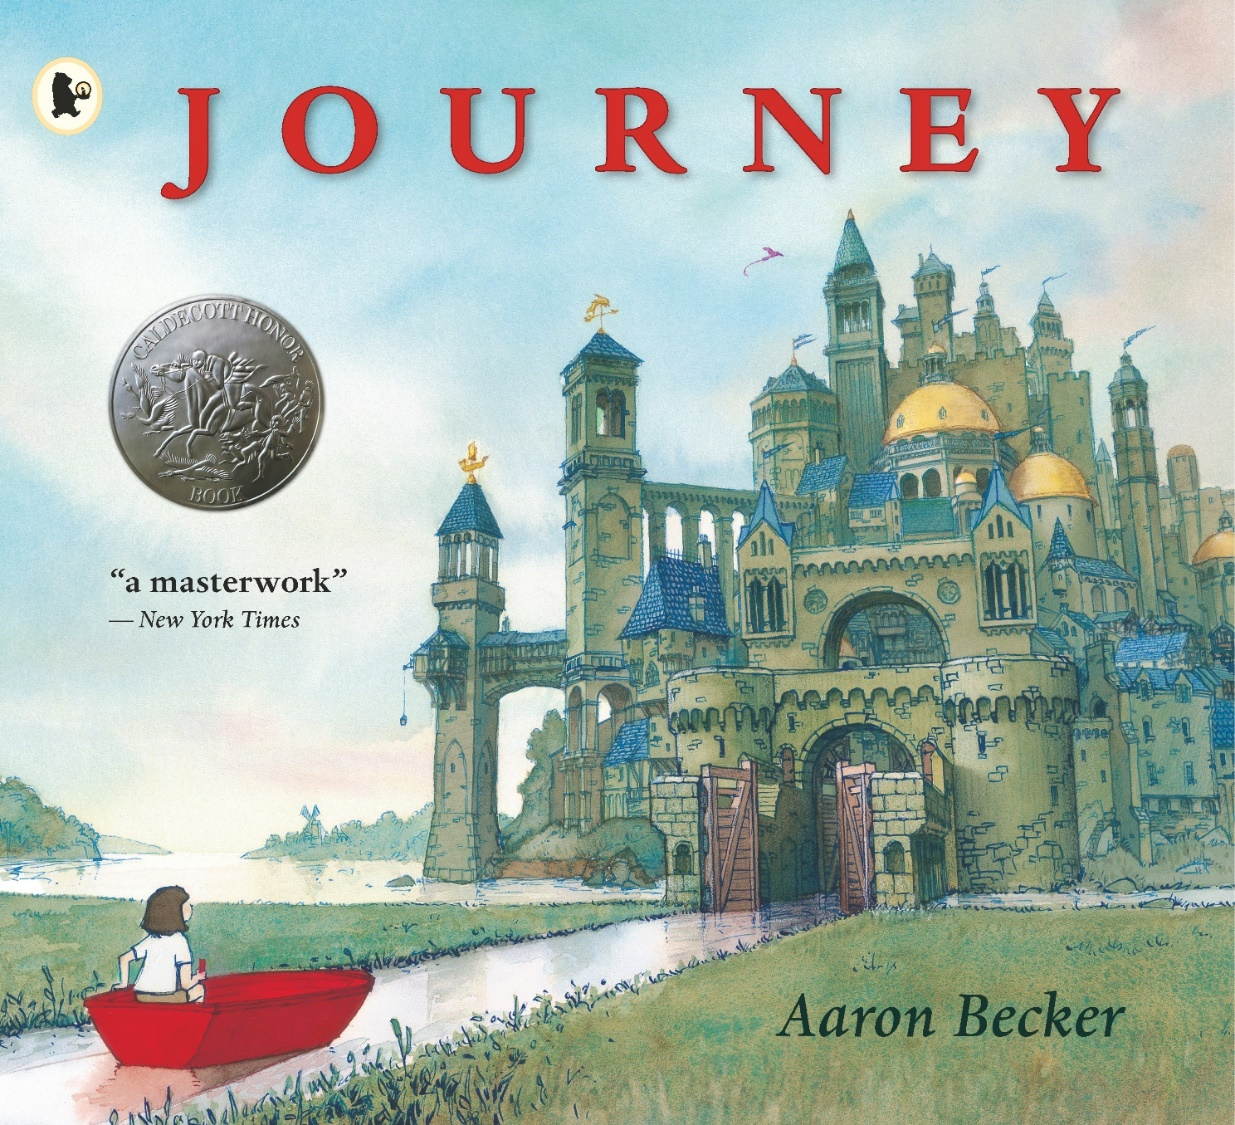 JOURNEY
CALDECOTT HONOR
BOOK
“a masterwork”
— New York Times
Aaron Becker